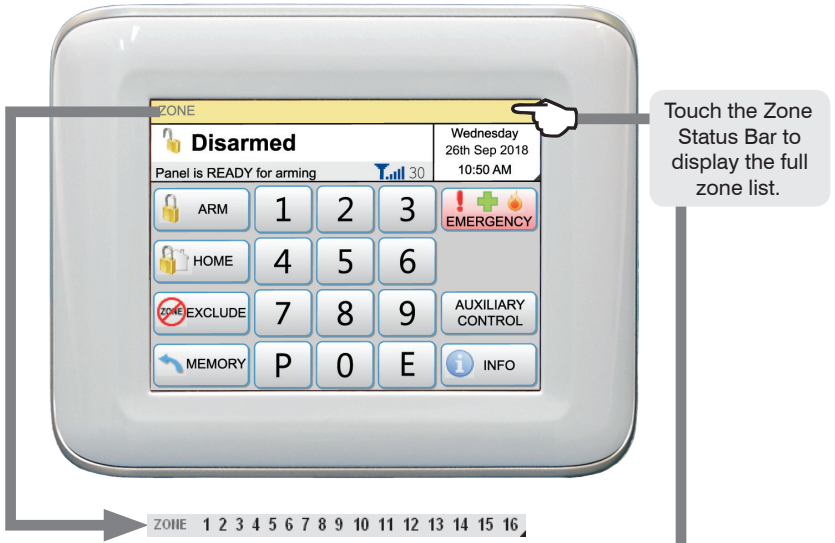 ZONE
Disarmed
Wednesday
26th Sep 2018
10:50 AM
Panel is READY for arming
30
ARM
1
2
3
EMERGENCY
HOME
4
5
6
ZONE
EXCLUDE
7
8
9
AUXILIARY
CONTROL
MEMORY
P
0
E
INFO
Touch the Zone
Status Bar to
display the full
zone list.
ZONE 1 2 3 4 5 6 7 8 9 10 11 12 13 14 15 16